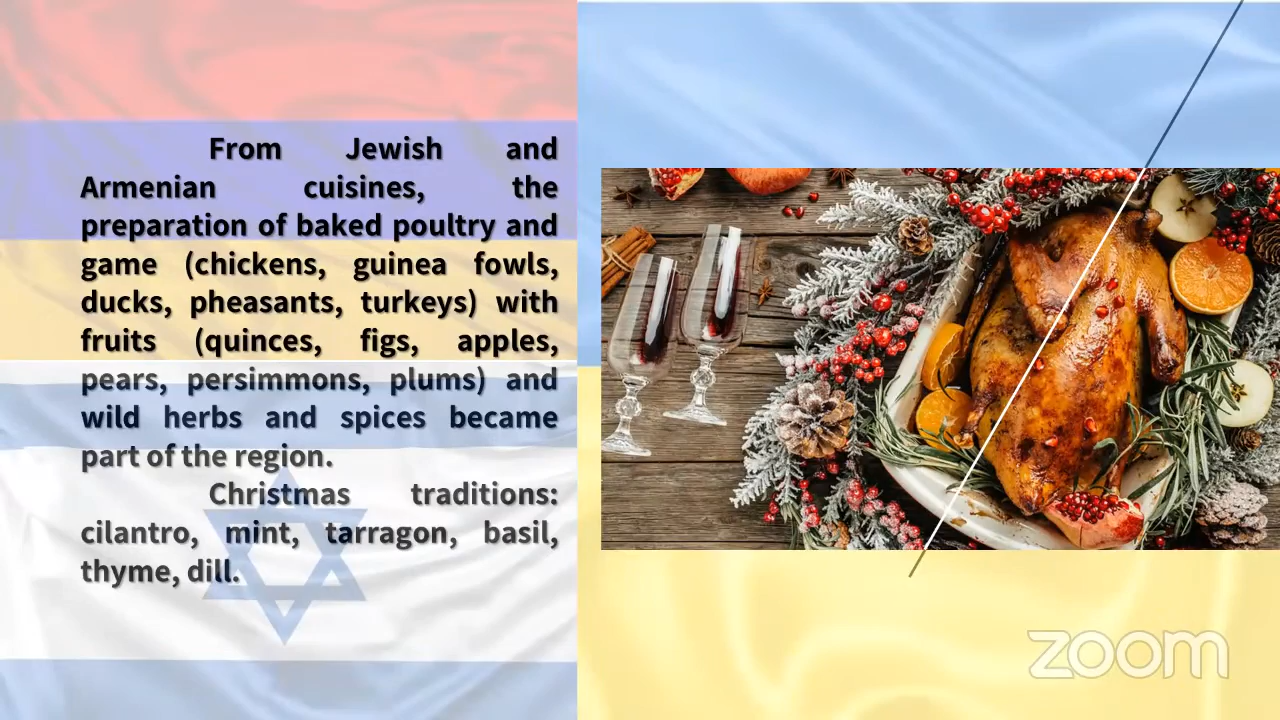 From Jewish and
Armenian cuisines, the
preparation of baked poultry and
game (chickens, guinea fowls,
ducks, pheasants, turkeys) with
fruits (quinces, figs, apples,
pears, persimmons, plums) and
wild herbs and spices became
part of the region.
Christmas traditions:
cilantro, mint, tarragon, basil,
thyme, dill.
zoom